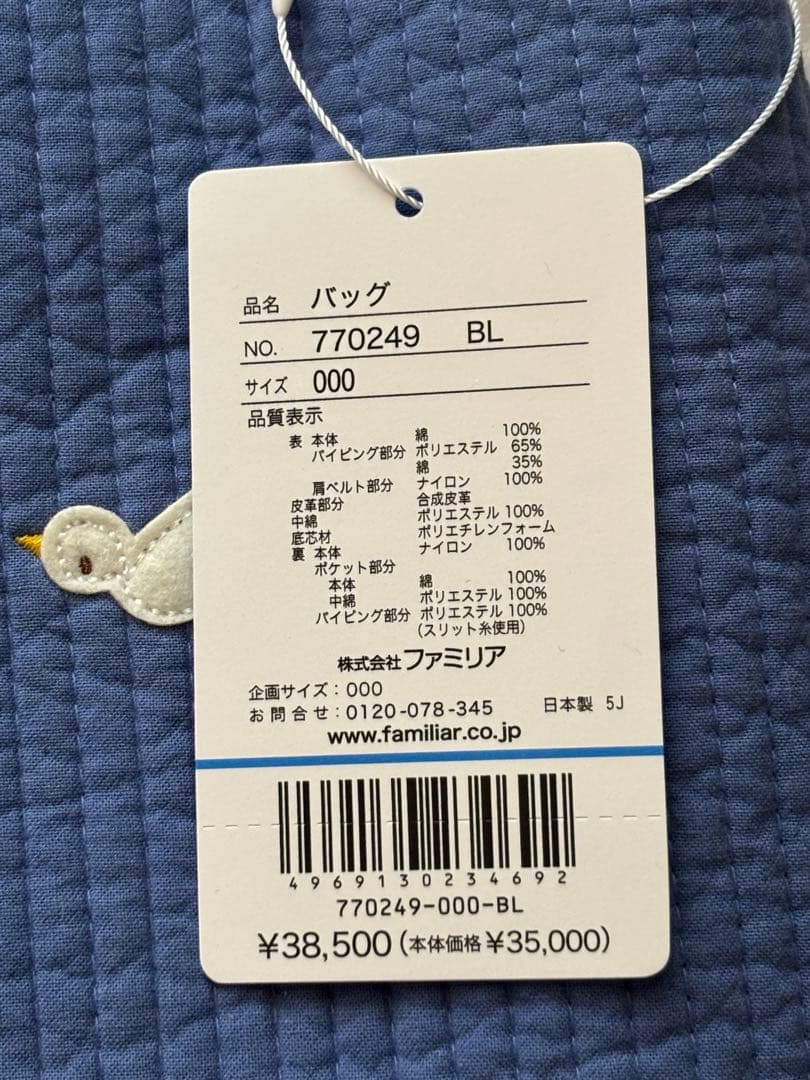 品名 バッグ
NO. 770249 BL
サイズ 000
品質表示
表 本体 綿 100%
パイピング部分 ポリエステル 65%
綿 35%
肩ベルト部分 ナイロン 100%
皮革部分 合成皮革
中綿 ポリエステル 100%
底芯材 ポリエチレンフォーム
裏 本体 ナイロン 100%
ポケット部分
本体 綿 100%
中綿 ポリエステル 100%
パイピング部分 ポリエステル 100%
(スリット糸使用)
株式会社ファミリア
企画サイズ:000
お問合せ:0120-078-345 日本製 5J
www.familiar.co.jp
4969130234692
770249-000-BL
¥38,500(本体価格 ¥35,000)